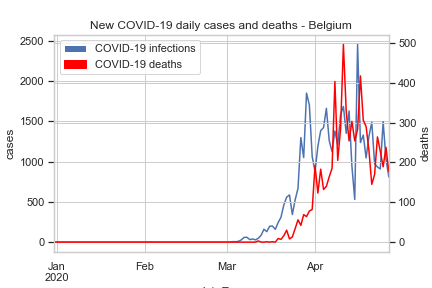 New COVID-19 daily cases and deaths - Belgium
COVID-19 infections
COVID-19 deaths
2500
2000
1500
1000
500
0
cases
500
400
300
200
100
0
deaths
Jan
2020
Feb
Mar
Apr